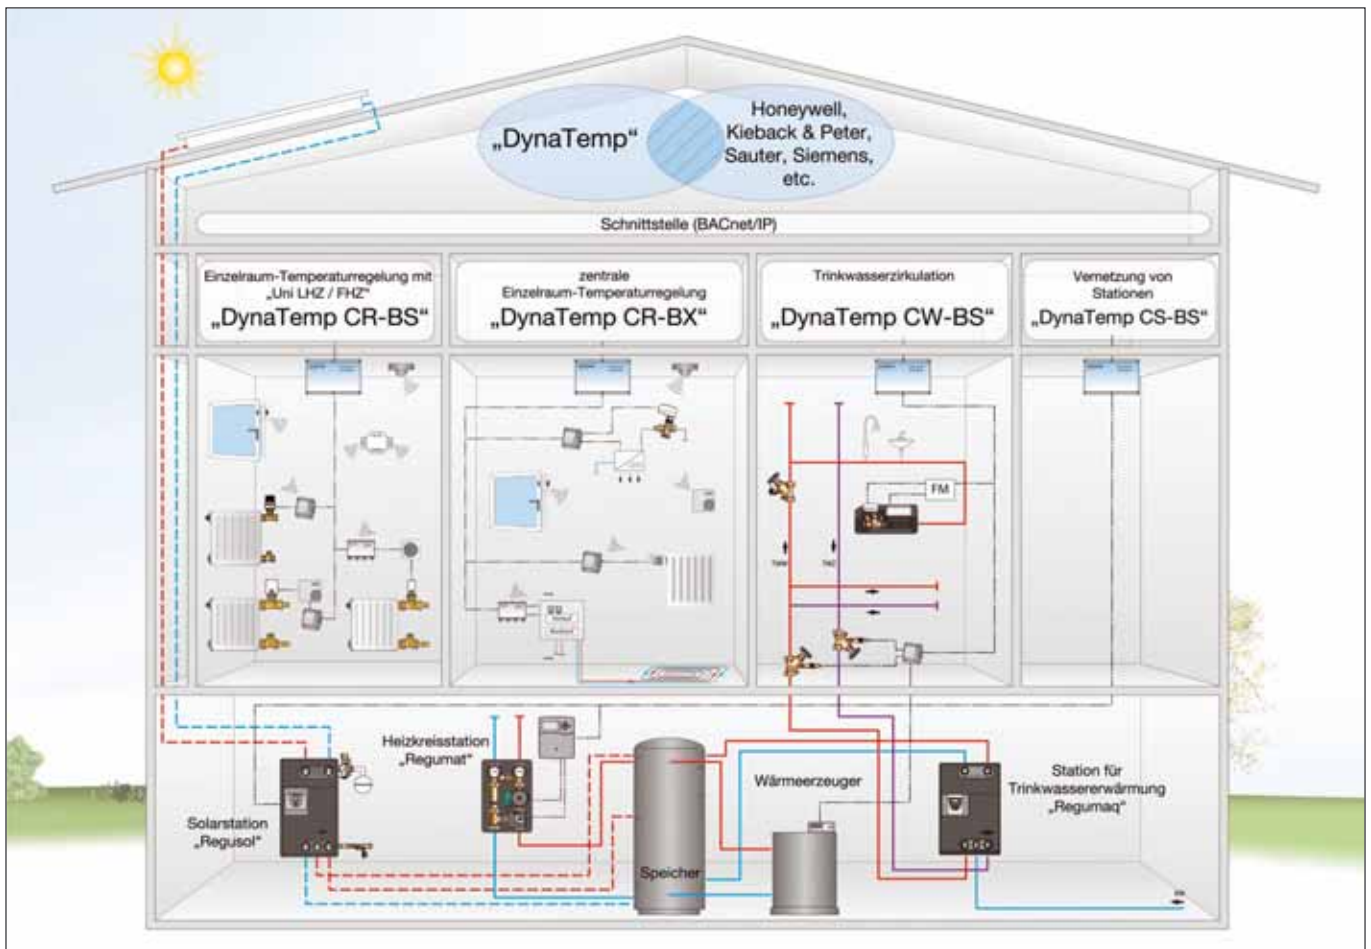 „DynaTemp“
Honeywell,
Kieback & Peter,
Sauter, Siemens,
etc.
Schnittstelle (BACnet/IP)
Einzelraum-Temperaturregelung mit
„Uni LHZ / FHZ“
„DynaTemp CR-BS“
zentrale
Einzelraum-Temperaturregelung
„DynaTemp CR-BX“
Trinkwasserzirkulation
„DynaTemp CW-BS“
Vernetzung von
Stationen
„DynaTemp CS-BS“
FM
TWW
TWZ
Heizkreisstation
„Regumat“
Solarstation
„Regusol“
Speicher
Wärmeerzeuger
Station für
Trinkwassererwärmung
„Regumaq“